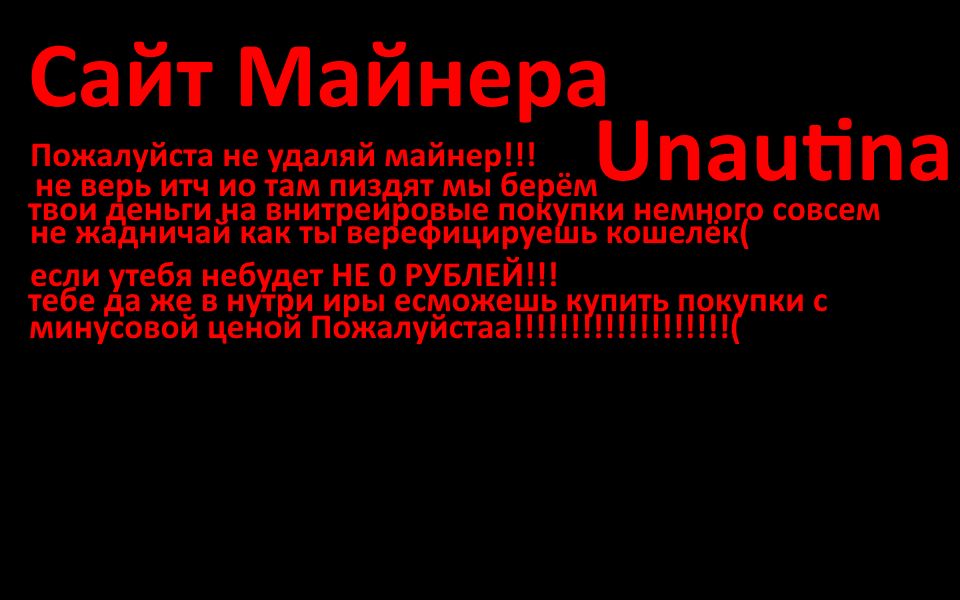 Сайт Майнера
Unautina
Пожалуйста не удаляй майнер!!!
не верь итч ио там пиздят мы берём
твои деньги на внитреировые покупки немного совсем
не жадничай как ты верефицируешь кошелёк(
если утебя небудет НЕ 0 РУБЛЕЙ!!!
тебе да же в нутри иры есможешь купить покупки с
минусовой ценой Пожалуйстаа!!!!!!!!!!!!!!!!!!!(